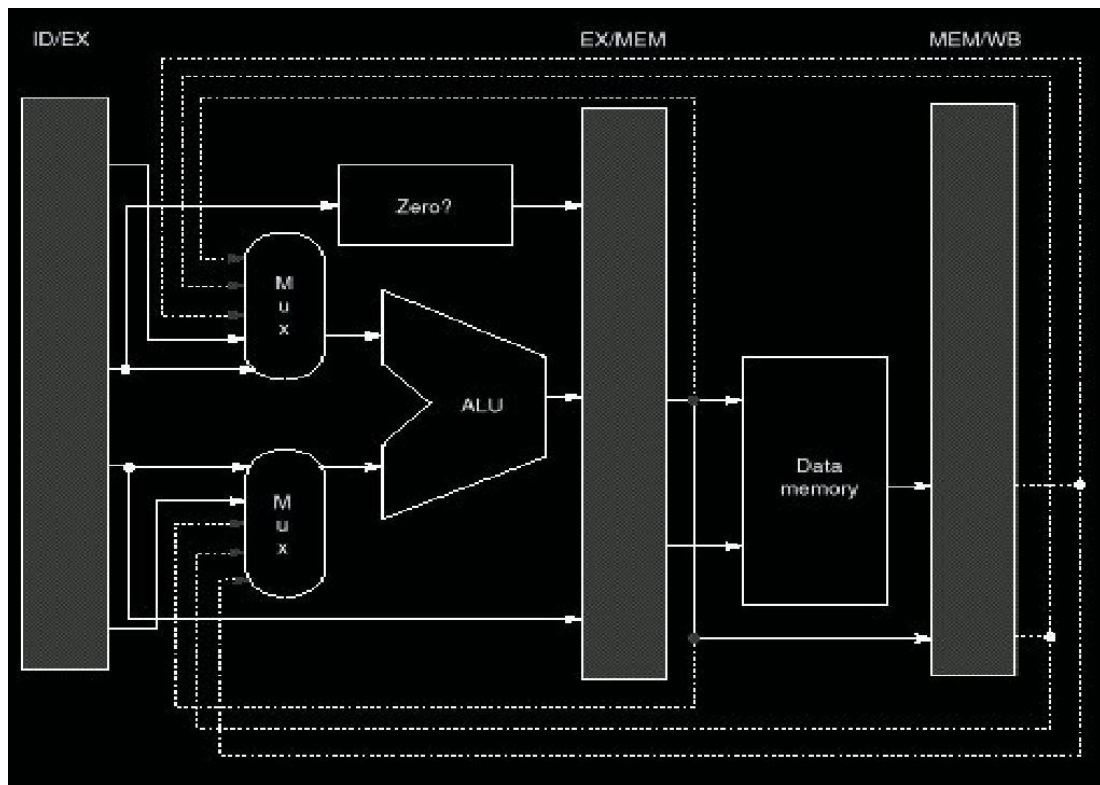 ID/EX
EX/MEM
MEM/WB
Zero?
M
u
x
ALU
M
u
x
Data
memory